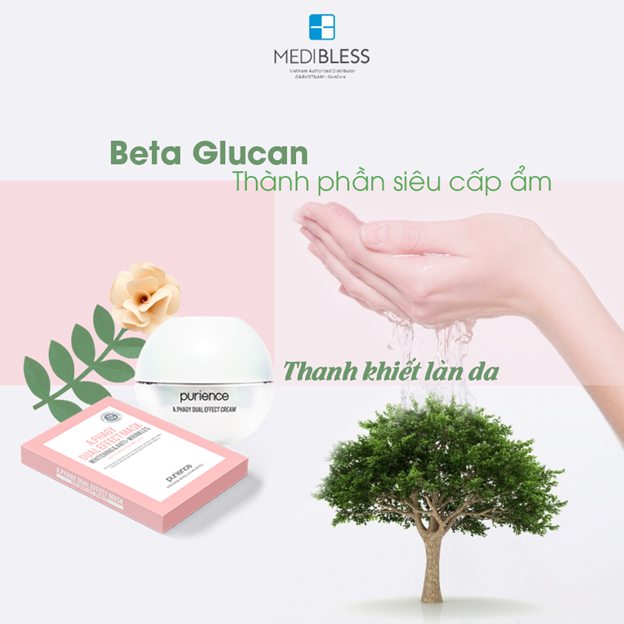 MEDIBLESS
Vietnam Authorized Distributor
Beta Glucan
Thành phần siêu cấp ẩm
Thanh khiết làn da
purience
A.PHAGY DUAL EFFECT CREAM
A.PHAGY
DUAL EFFECT MASK
WHITENING & ANTI-WRINKLES
purience
A.PHAGY DUAL EFFECT MASK